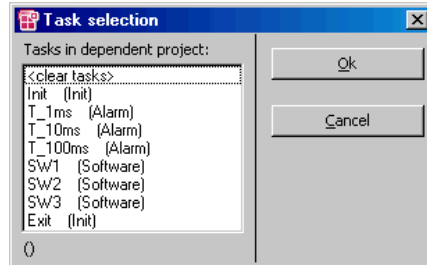 Task selection
Tasks in dependent project:
<clear tasks>
Init (Init)
T_1ms (Alarm)
T_10ms (Alarm)
T_100ms (Alarm)
SW1 (Software)
SW2 (Software)
SW3 (Software)
Exit (Init)
()
Ok
Cancel